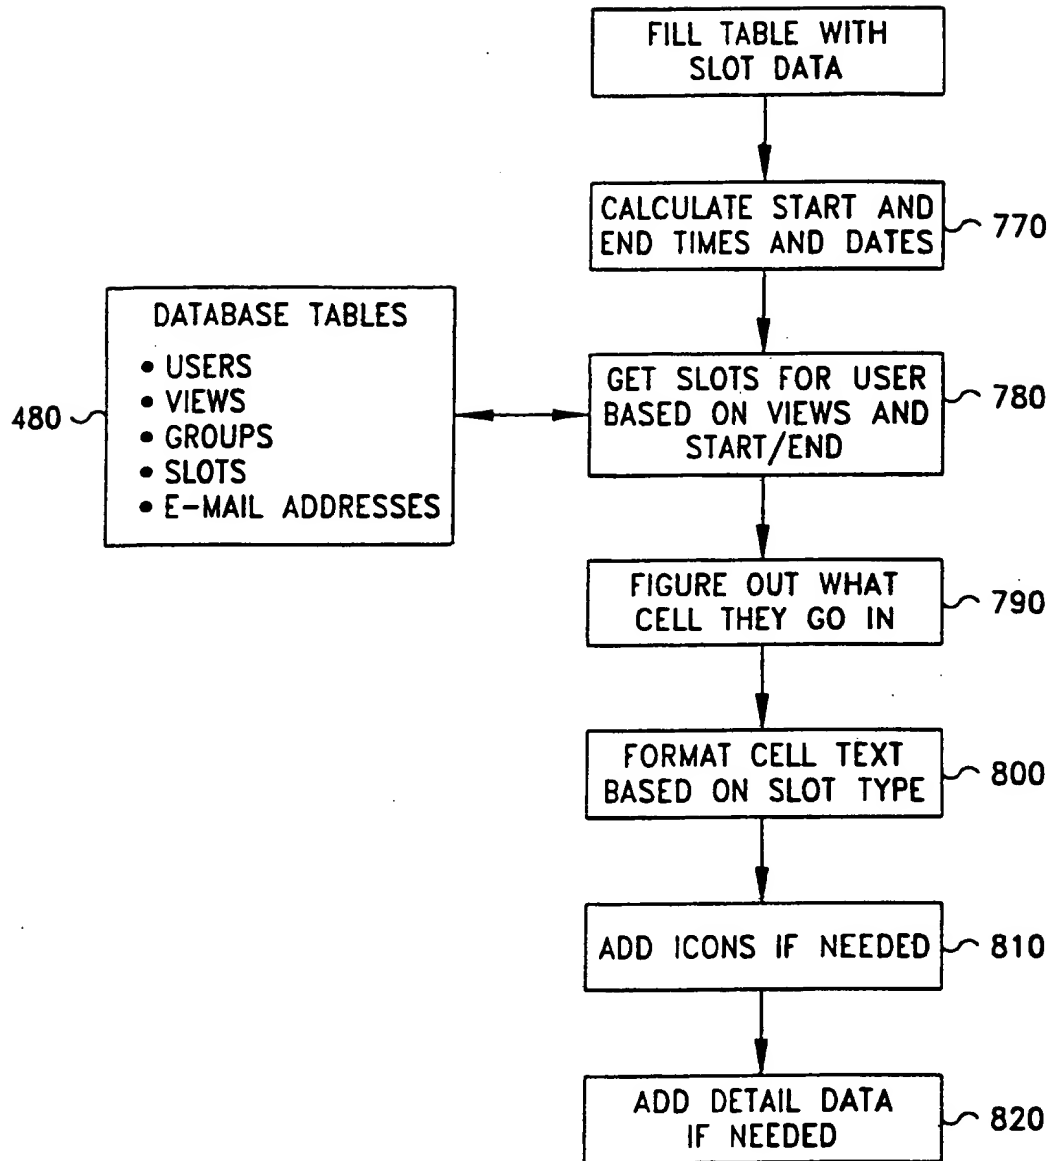 FILL TABLE WITH
SLOT DATA
CALCULATE START AND
END TIMES AND DATES
770
DATABASE TABLES
• USERS
• VIEWS
• GROUPS
• SLOTS
• E-MAIL ADDRESSES
480
GET SLOTS FOR USER
BASED ON VIEWS AND
START/END
780
FIGURE OUT WHAT
CELL THEY GO IN
790
FORMAT CELL TEXT
BASED ON SLOT TYPE
800
ADD ICONS IF NEEDED
810
ADD DETAIL DATA
IF NEEDED
820